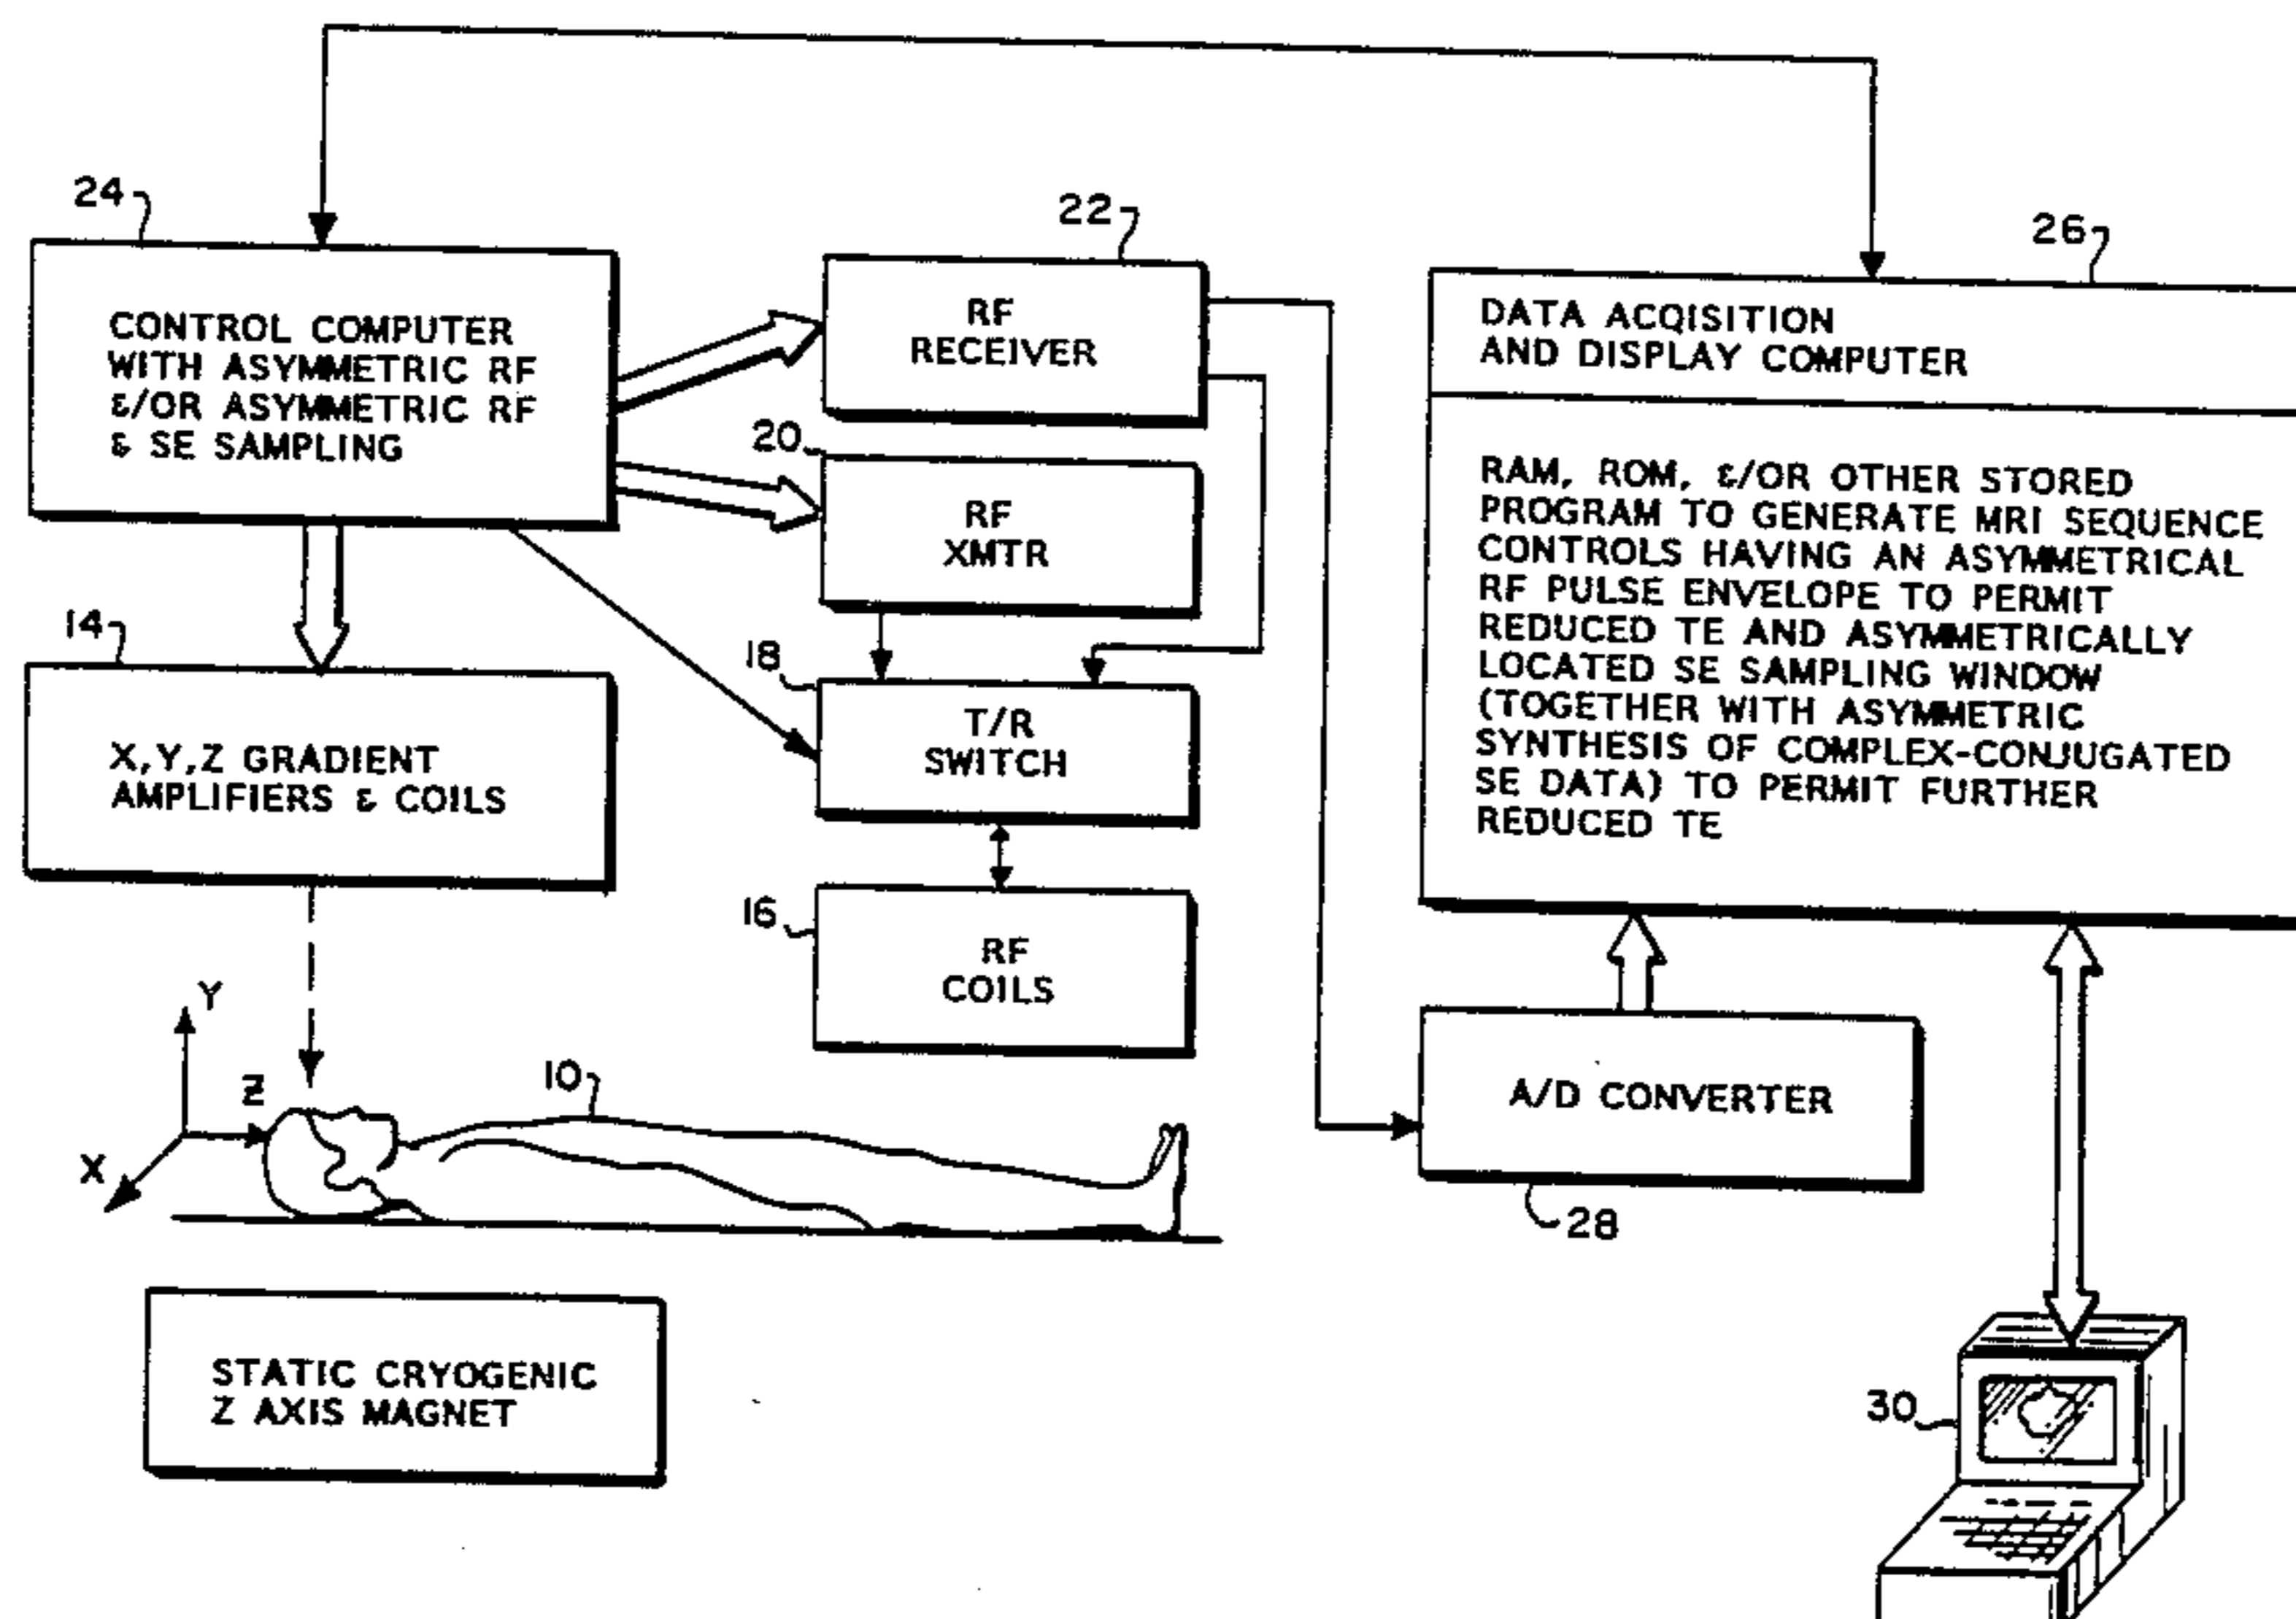 24
CONTROL COMPUTER
WITH ASYMMETRIC RF
&/OR ASYMMETRIC RF
& SE SAMPLING
22
RF
RECEIVER
20
RF
XMTR
26
DATA ACQISITION
AND DISPLAY COMPUTER
RAM, ROM, &/OR OTHER STORED
PROGRAM TO GENERATE MRI SEQUENCE
CONTROLS HAVING AN ASYMMETRICAL
RF PULSE ENVELOPE TO PERMIT
REDUCED TE AND ASYMMETRICALLY
LOCATED SE SAMPLING WINDOW
(TOGETHER WITH ASYMMETRIC
SYNTHESIS OF COMPLEX-CONJUGATED
SE DATA) TO PERMIT FURTHER
REDUCED TE
14
X,Y,Z GRADIENT
AMPLIFIERS & COILS
18
T/R
SWITCH
16
RF
COILS
Y
Z
X
10
A/D CONVERTER
28
STATIC CRYOGENIC
Z AXIS MAGNET
30